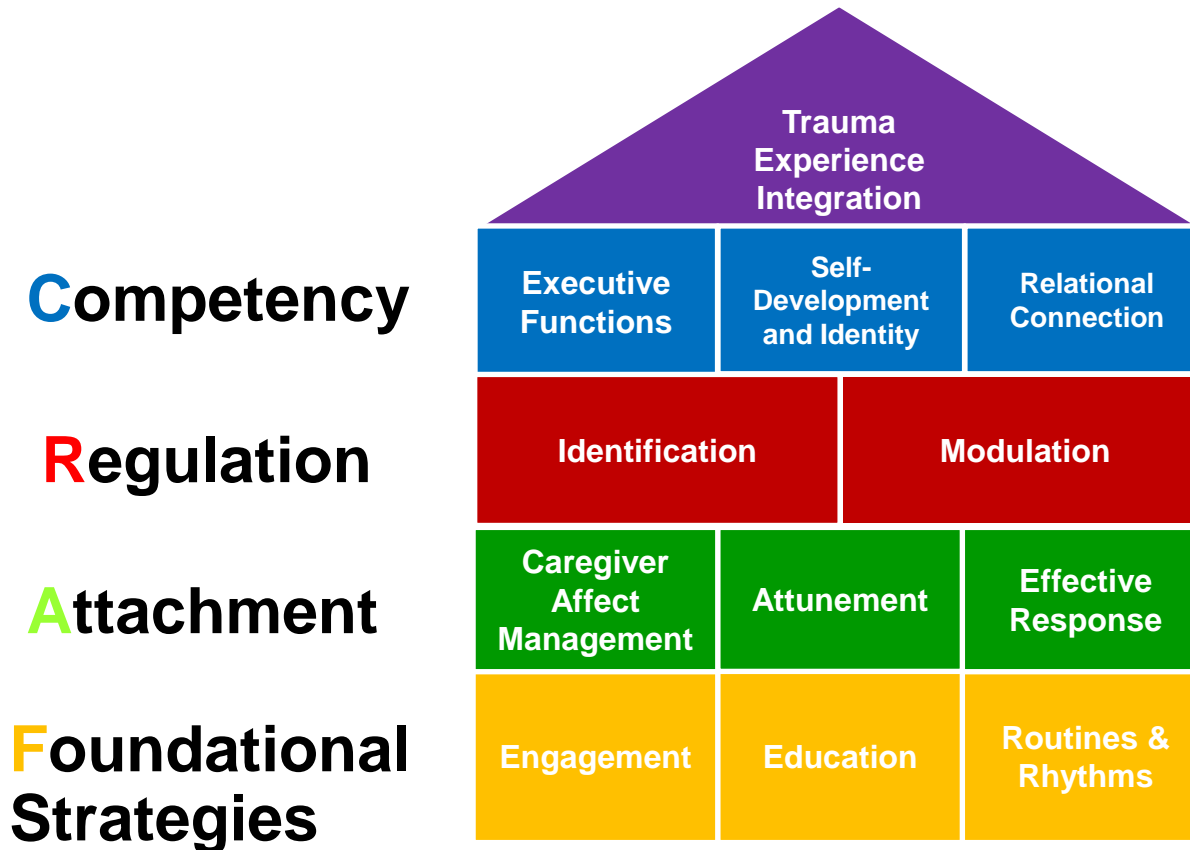 Trauma
Experience
Integration
Competency
Executive
Functions
Self-
Development
and Identity
Relational
Connection
Regulation
Identification
Modulation
Attachment
Caregiver
Affect
Management
Attunement
Effective
Response
Foundational
Strategies
Engagement
Education
Routines &
Rhythms